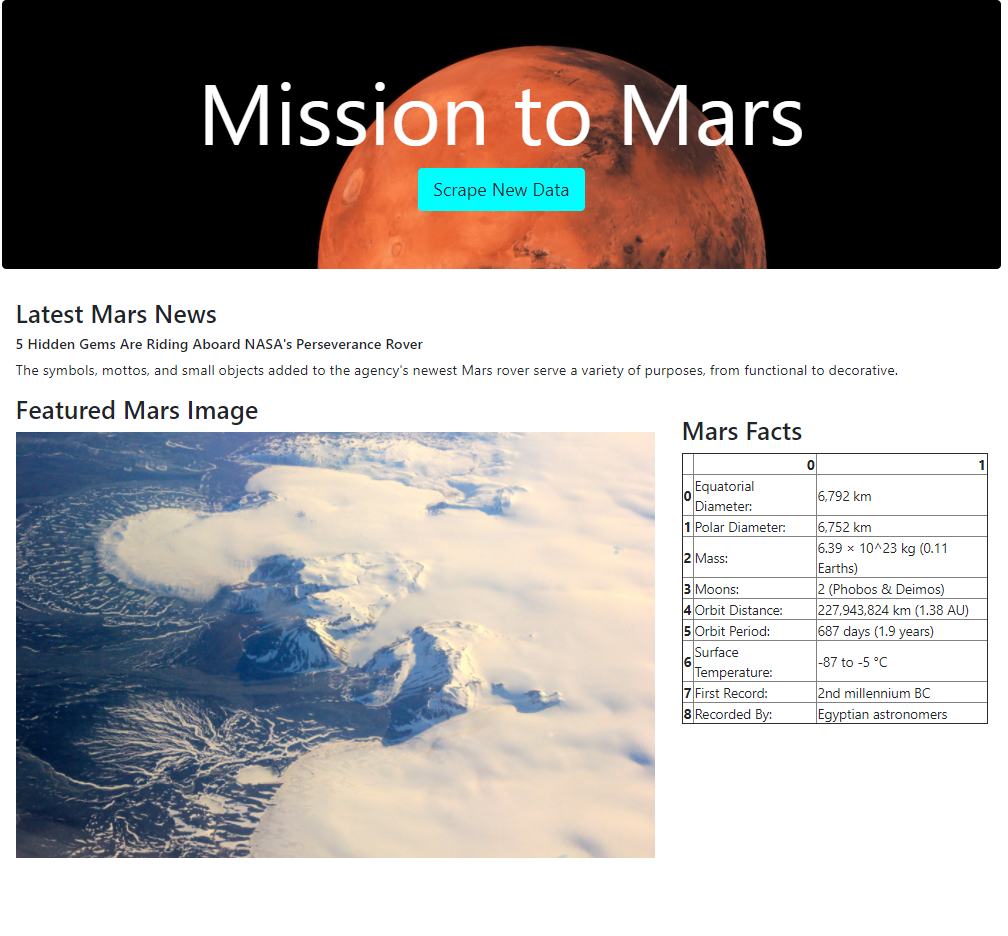 Mission to Mars
Scrape New Data
Latest Mars News
5 Hidden Gems Are Riding Aboard NASA's Perseverance Rover
The symbols, mottos, and small objects added to the agency's newest Mars rover serve a variety of purposes, from functional to decorative.
Featured Mars Image
Mars Facts
0 1
0 Equatorial Diameter: 6,792 km
1 Polar Diameter: 6,752 km
2 Mass: 6.39 × 10^23 kg (0.11 Earths)
3 Moons: 2 (Phobos & Deimos)
4 Orbit Distance: 227,943,824 km (1.38 AU)
5 Orbit Period: 687 days (1.9 years)
6 Surface Temperature: -87 to -5 °C
7 First Record: 2nd millennium BC
8 Recorded By: Egyptian astronomers